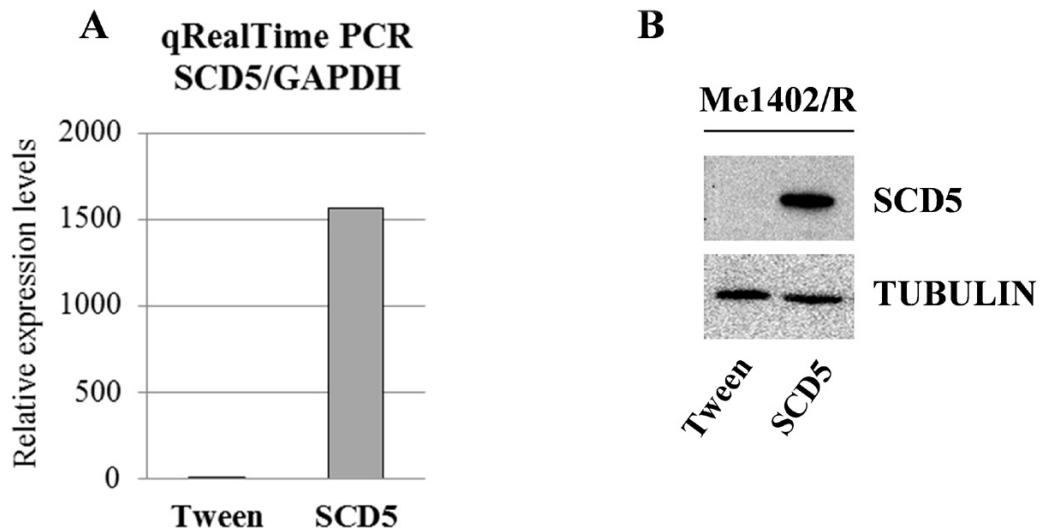 A
qRealTime PCR
SCD5/GAPDH
Relative expression levels
2000
1500
1000
500
0
Tween
SCD5
B
Me1402/R
SCD5
TUBULIN
Tween
SCD5